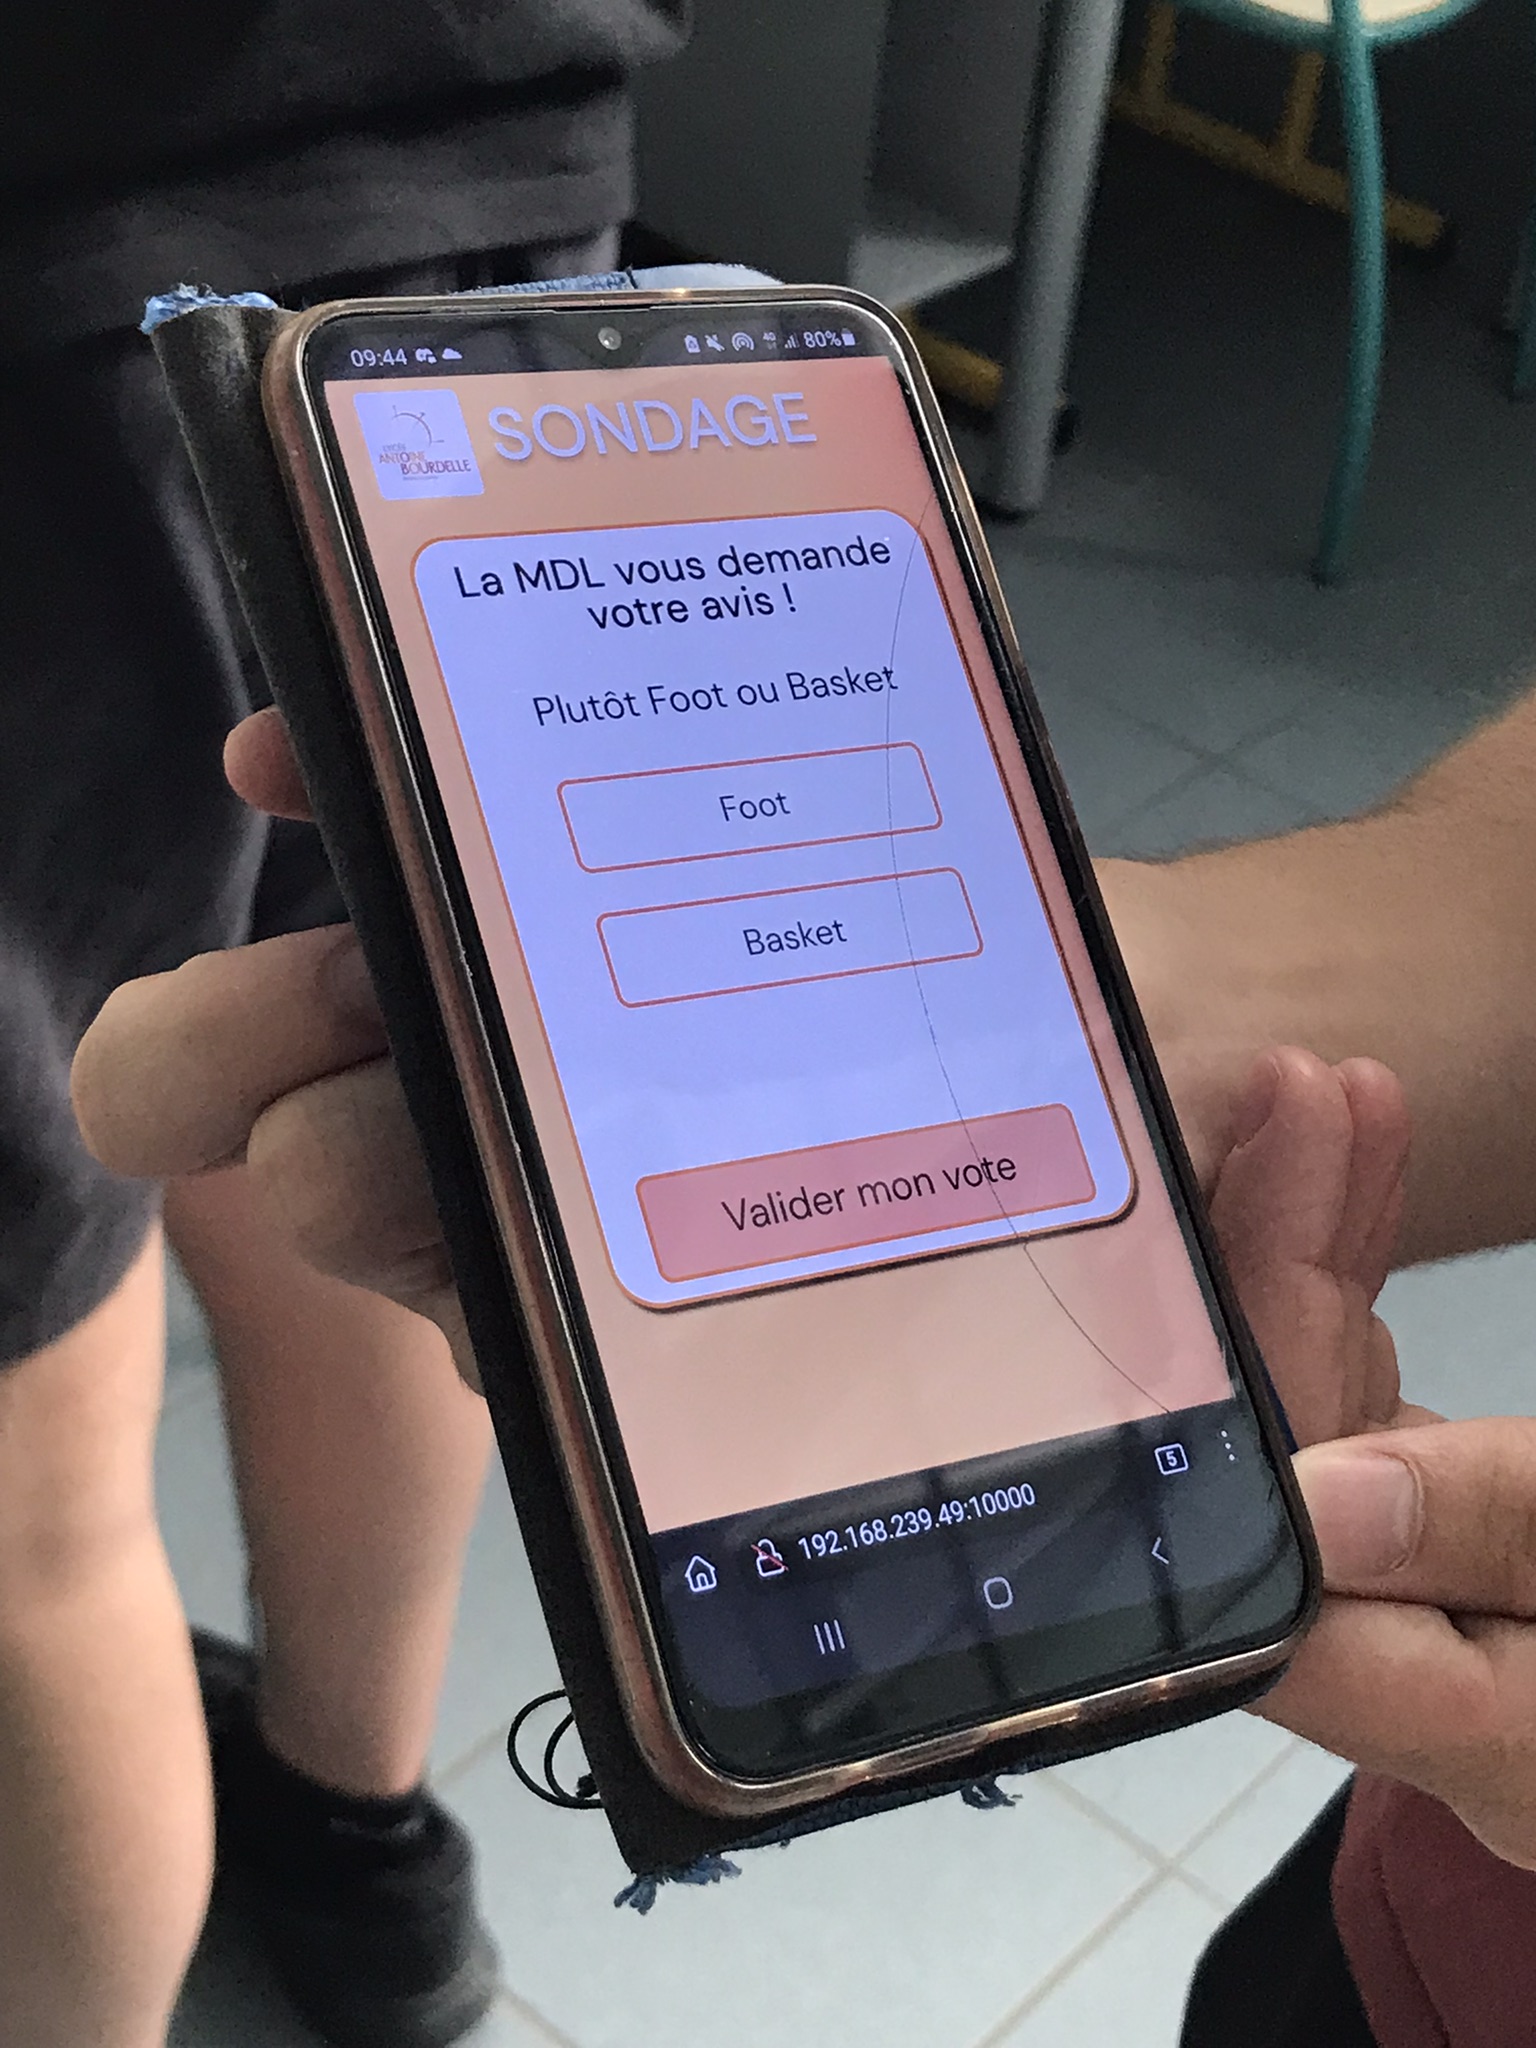 09:44
4G
80%
LYCÉE
ANTOINE
BOURDELLE
SONDAGE
La MDL vous demande
votre avis !
Plutôt Foot ou Basket
Foot
Basket
Valider mon vote
5
192.168.239.49:10000